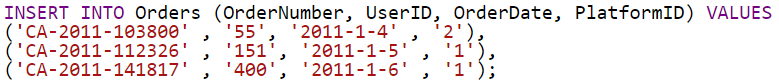 INSERT INTO Orders (OrderNumber, UserID, OrderDate, PlatformID) VALUES
('CA-2011-103800' , '55', '2011-1-4' , '2'),
('CA-2011-112326' , '151', '2011-1-5' , '1'),
('CA-2011-141817' , '400', '2011-1-6' , '1');